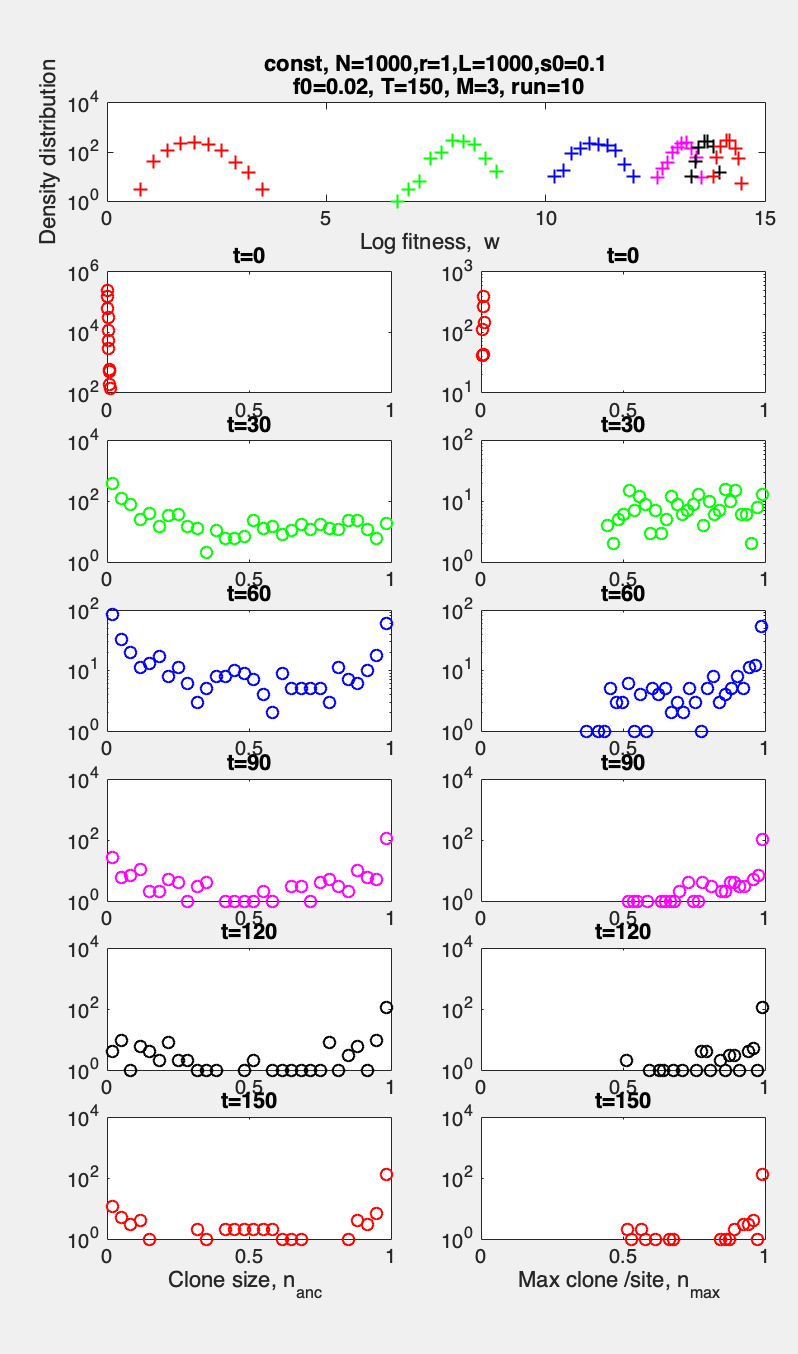 const, N=1000,r=1,L=1000,s0=0.1
f0=0.02, T=150, M=3, run=10
Density distribution
10^4
10^2
10^0
0 5 10 15
Log fitness, w
t=0
10^6
10^4
10^2
0 0.5 1
t=0
10^3
10^2
10^1
0 0.5 1
t=30
10^4
10^2
10^0
0 0.5 1
t=30
10^2
10^1
10^0
0 0.5 1
t=60
10^2
10^1
10^0
0 0.5 1
t=60
10^2
10^1
10^0
0 0.5 1
t=90
10^4
10^2
10^0
0 0.5 1
t=90
10^4
10^2
10^0
0 0.5 1
t=120
10^4
10^2
10^0
0 0.5 1
t=120
10^4
10^2
10^0
0 0.5 1
t=150
10^4
10^2
10^0
0 0.5 1
Clone size, n_anc
t=150
10^4
10^2
10^0
0 0.5 1
Max clone /site, n_max